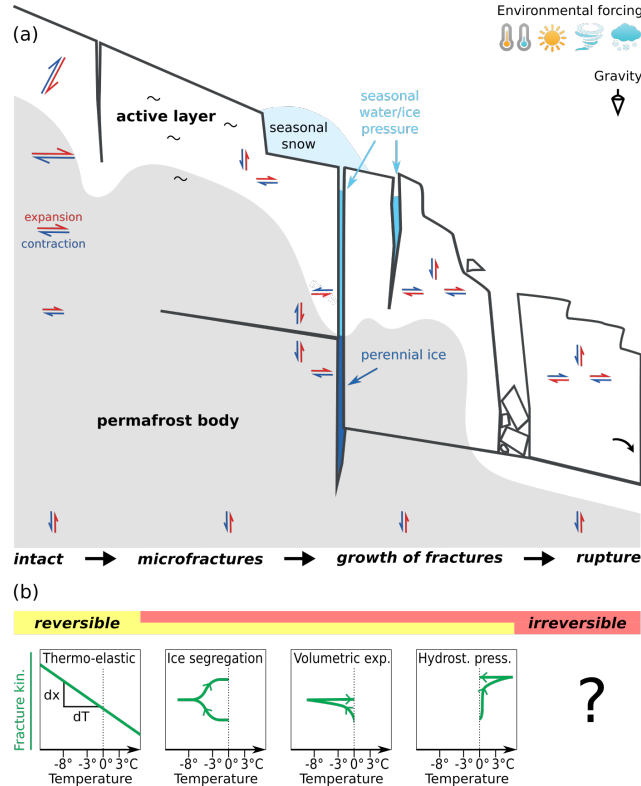 Environmental forcing
(a)
Gravity
seasonal
water/ice
pressure
active layer
seasonal
snow
expansion
contraction
perennial ice
permafrost body
intact
microfractures
growth of fractures
rupture
(b)
reversible
irreversible
Fracture kin.
Thermo-elastic
Ice segregation
Volumetric exp.
Hydrost. press.
dx
dT
?
-8° -3° 0° 3°C
-8° -3° 0° 3°C
-8° -3° 0° 3°C
-8° -3° 0° 3°C
Temperature
Temperature
Temperature
Temperature